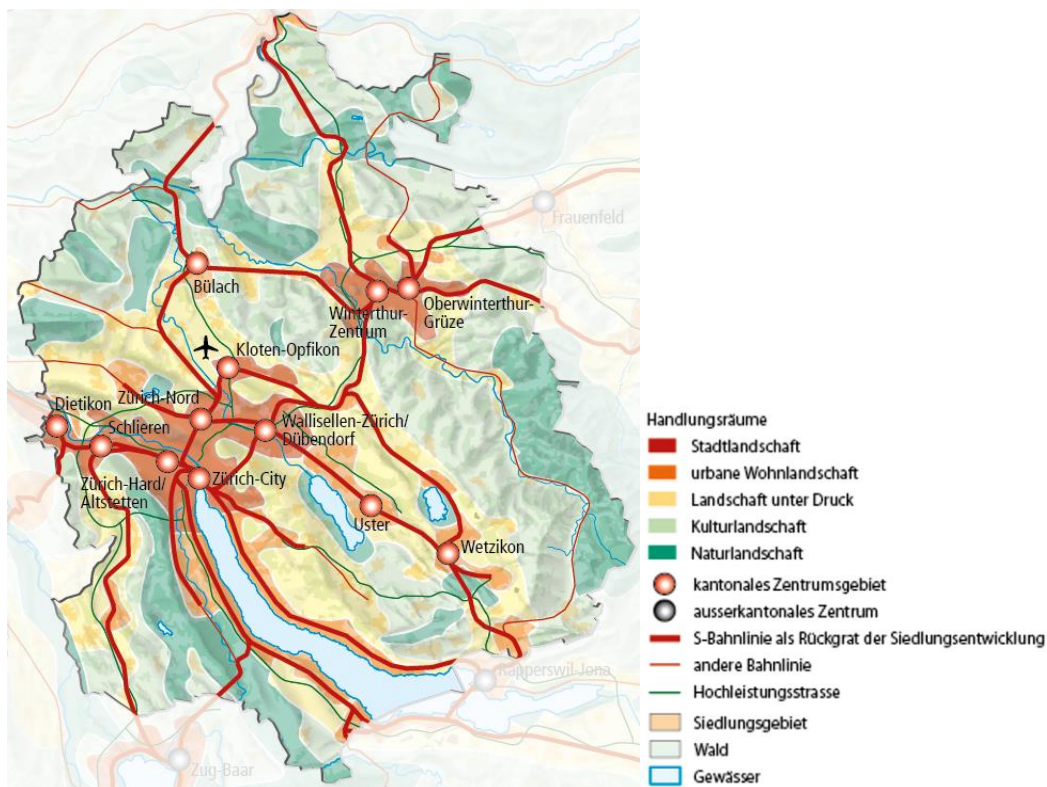 Frauenfeld
Bülach
Oberwinterthur-
Grüze
Winterthur-
Zentrum
Kloten-Opfikon
Zürich-Nord
Dietikon
Schlieren
Wallisellen-Zürich/
Dübendorf
Zürich-Hard/
Altstetten
Zürich-City
Uster
Wetzikon
Rapperswil-Jona
Zug-Baar
Handlungsräume
Stadtlandschaft
urbane Wohnlandschaft
Landschaft unter Druck
Kulturlandschaft
Naturlandschaft
kantonales Zentrumsgebiet
ausserkantonales Zentrum
S-Bahnlinie als Rückgrat der Siedlungsentwicklung
andere Bahnlinie
Hochleistungsstrasse
Siedlungsgebiet
Wald
Gewässer